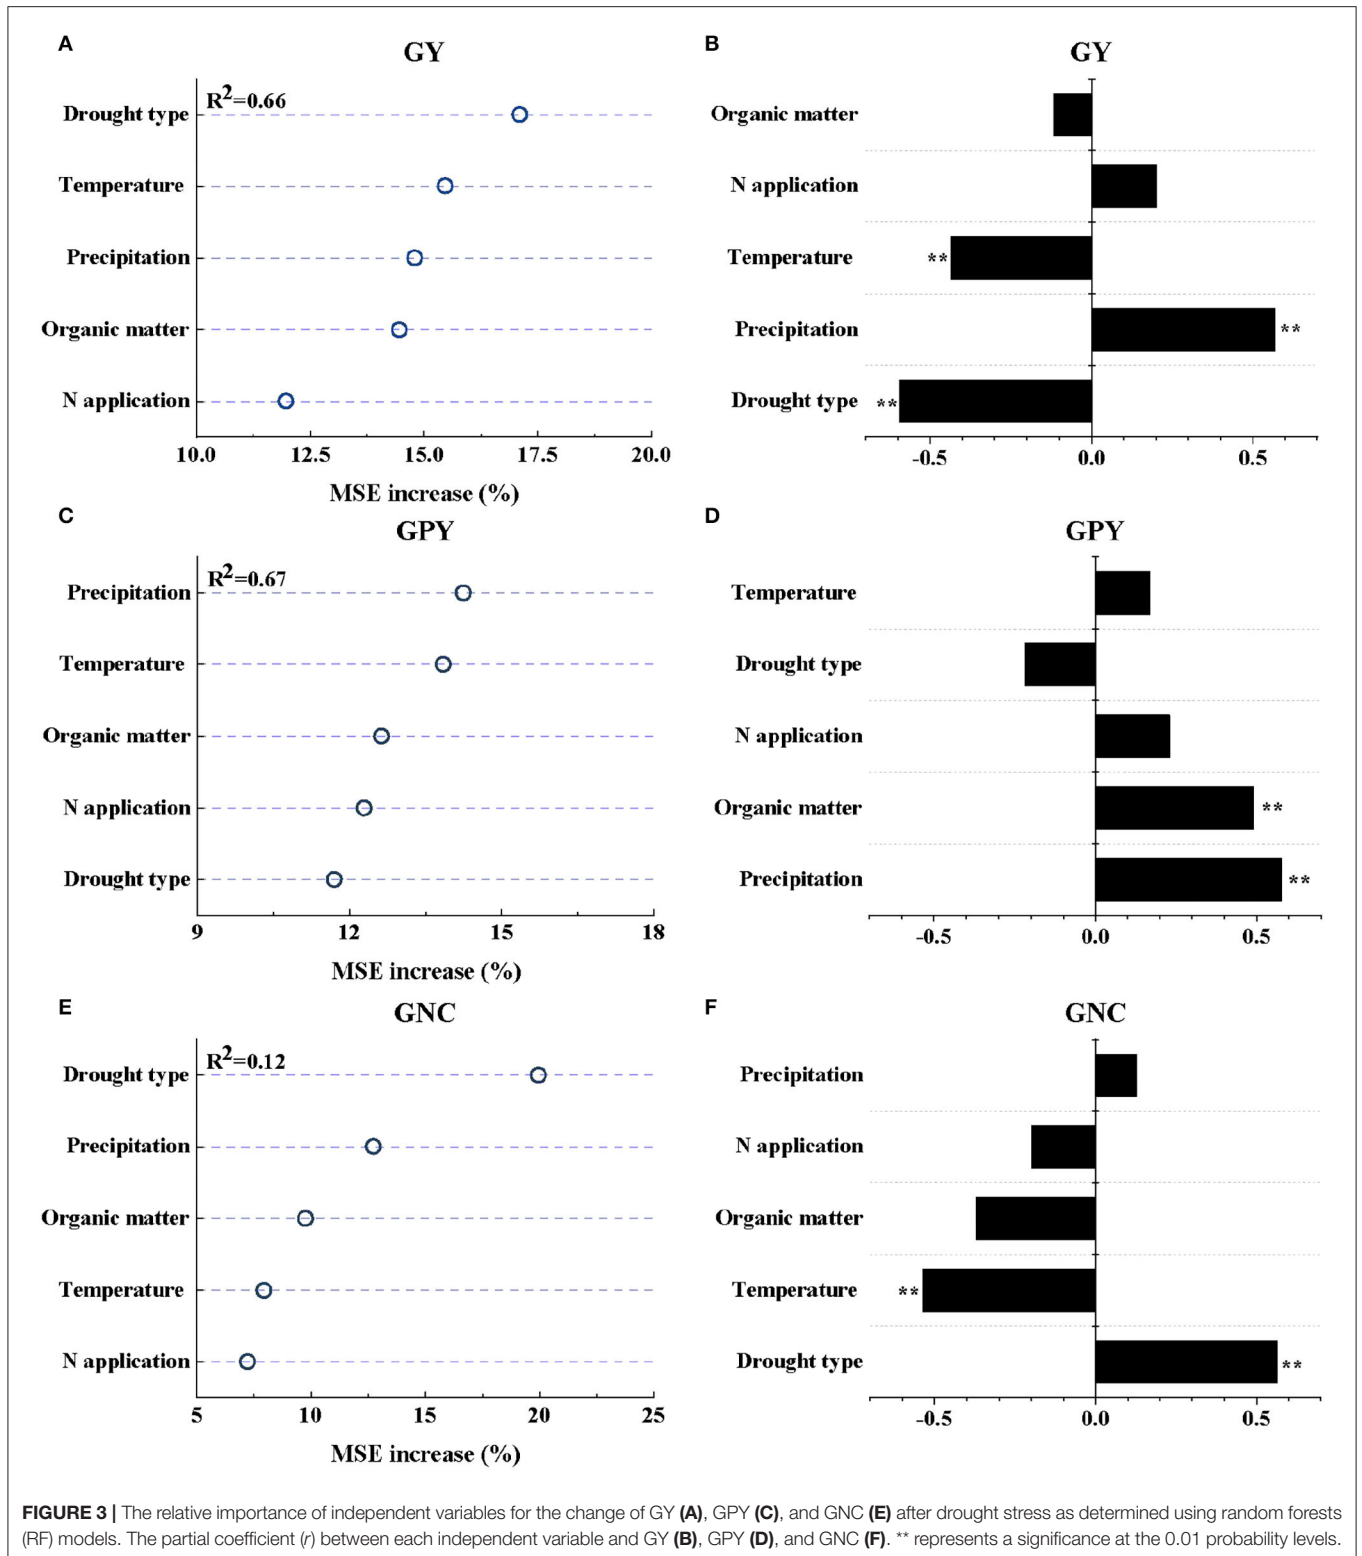 A
GY
R²=0.66
Drought type
Temperature
Precipitation
Organic matter
N application
10.0 12.5 15.0 17.5 20.0
MSE increase (%)
B
GY
Organic matter
N application
Temperature **
Precipitation **
Drought type **
-0.5 0.0 0.5
C
GPY
R²=0.67
Precipitation
Temperature
Organic matter
N application
Drought type
9 12 15 18
MSE increase (%)
D
GPY
Temperature
Drought type
N application
Organic matter **
Precipitation **
-0.5 0.0 0.5
E
GNC
R²=0.12
Drought type
Precipitation
Organic matter
Temperature
N application
5 10 15 20 25
MSE increase (%)
F
GNC
Precipitation
N application
Organic matter
Temperature **
Drought type **
-0.5 0.0 0.5
FIGURE 3 | The relative importance of independent variables for the change of GY (A), GPY (C), and GNC (E) after drought stress as determined using random forests
(RF) models. The partial coefficient (r) between each independent variable and GY (B), GPY (D), and GNC (F). ** represents a significance at the 0.01 probability levels.